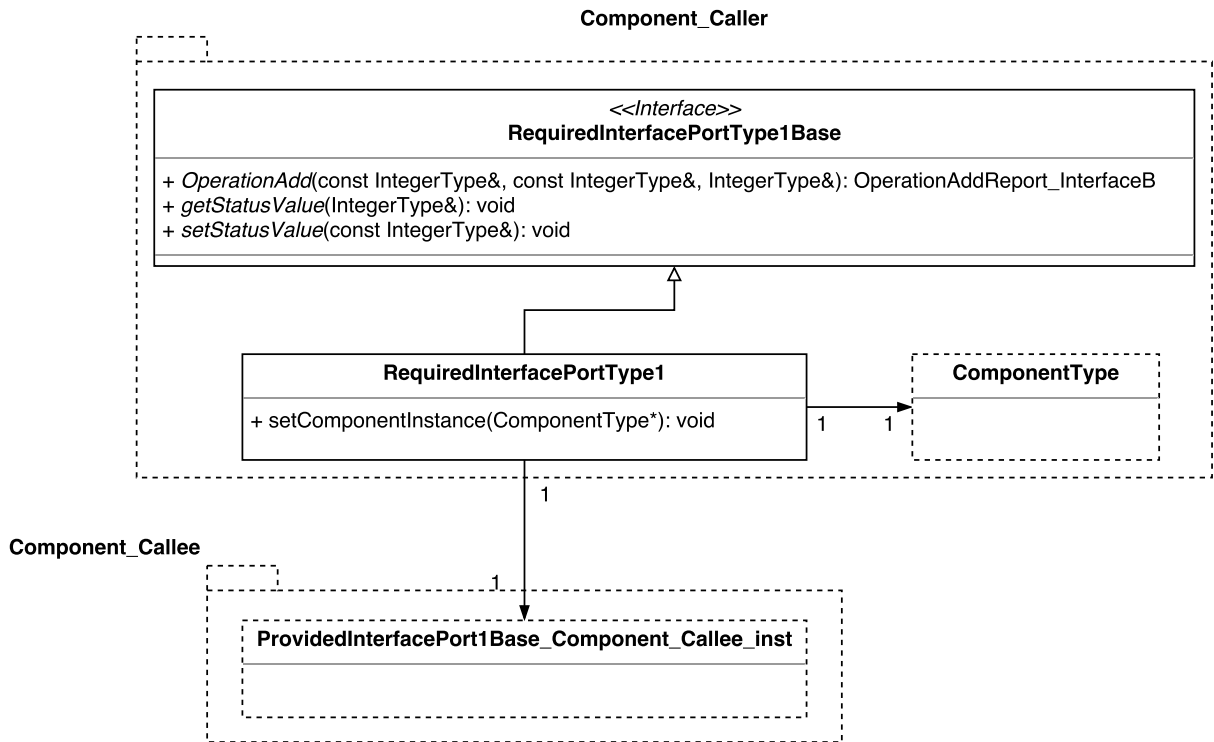 Component_Caller
<<Interface>>
RequiredInterfacePortType1Base
+ OperationAdd(const IntegerType&, const IntegerType&, IntegerType&): OperationAddReport_InterfaceB
+ getStatusValue(IntegerType&): void
+ setStatusValue(const IntegerType&): void
RequiredInterfacePortType1
+ setComponentInstance(ComponentType*): void
ComponentType
1
1
1
Component_Callee
1
ProvidedInterfacePort1Base_Component_Callee_inst